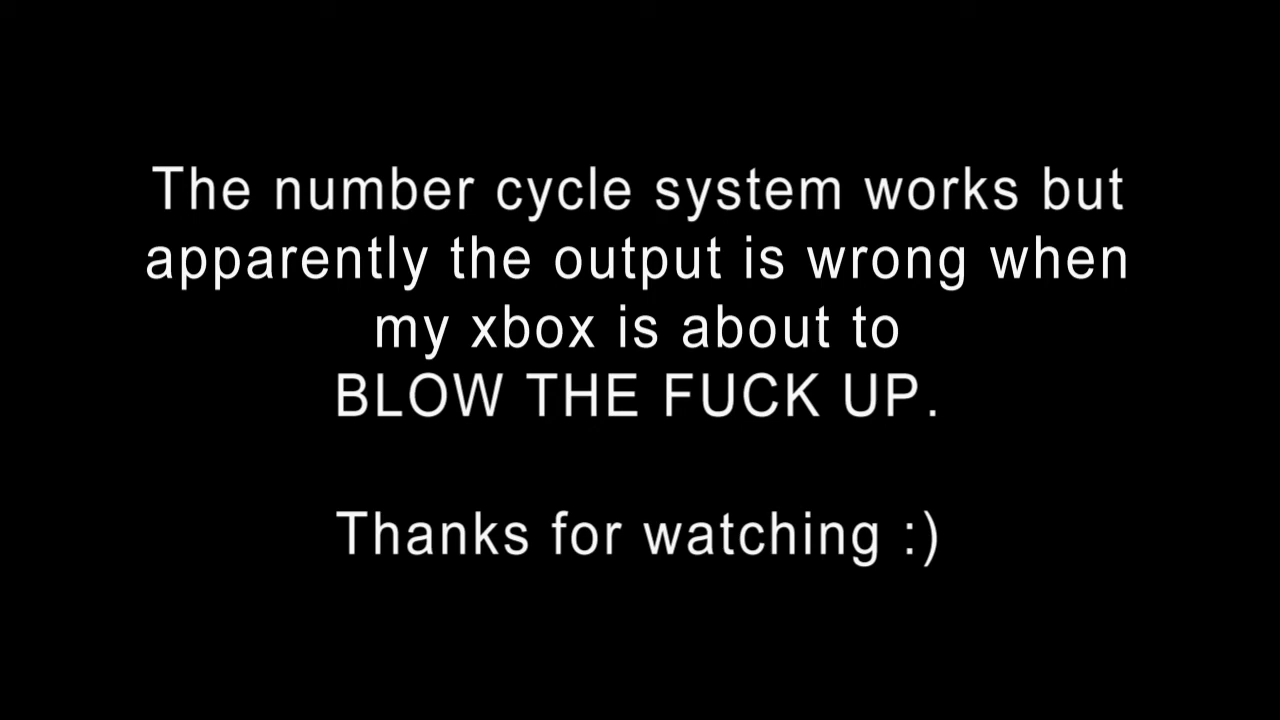 The number cycle system works but
apparently the output is wrong when
my xbox is about to
BLOW THE FUCK UP.
Thanks for watching :)